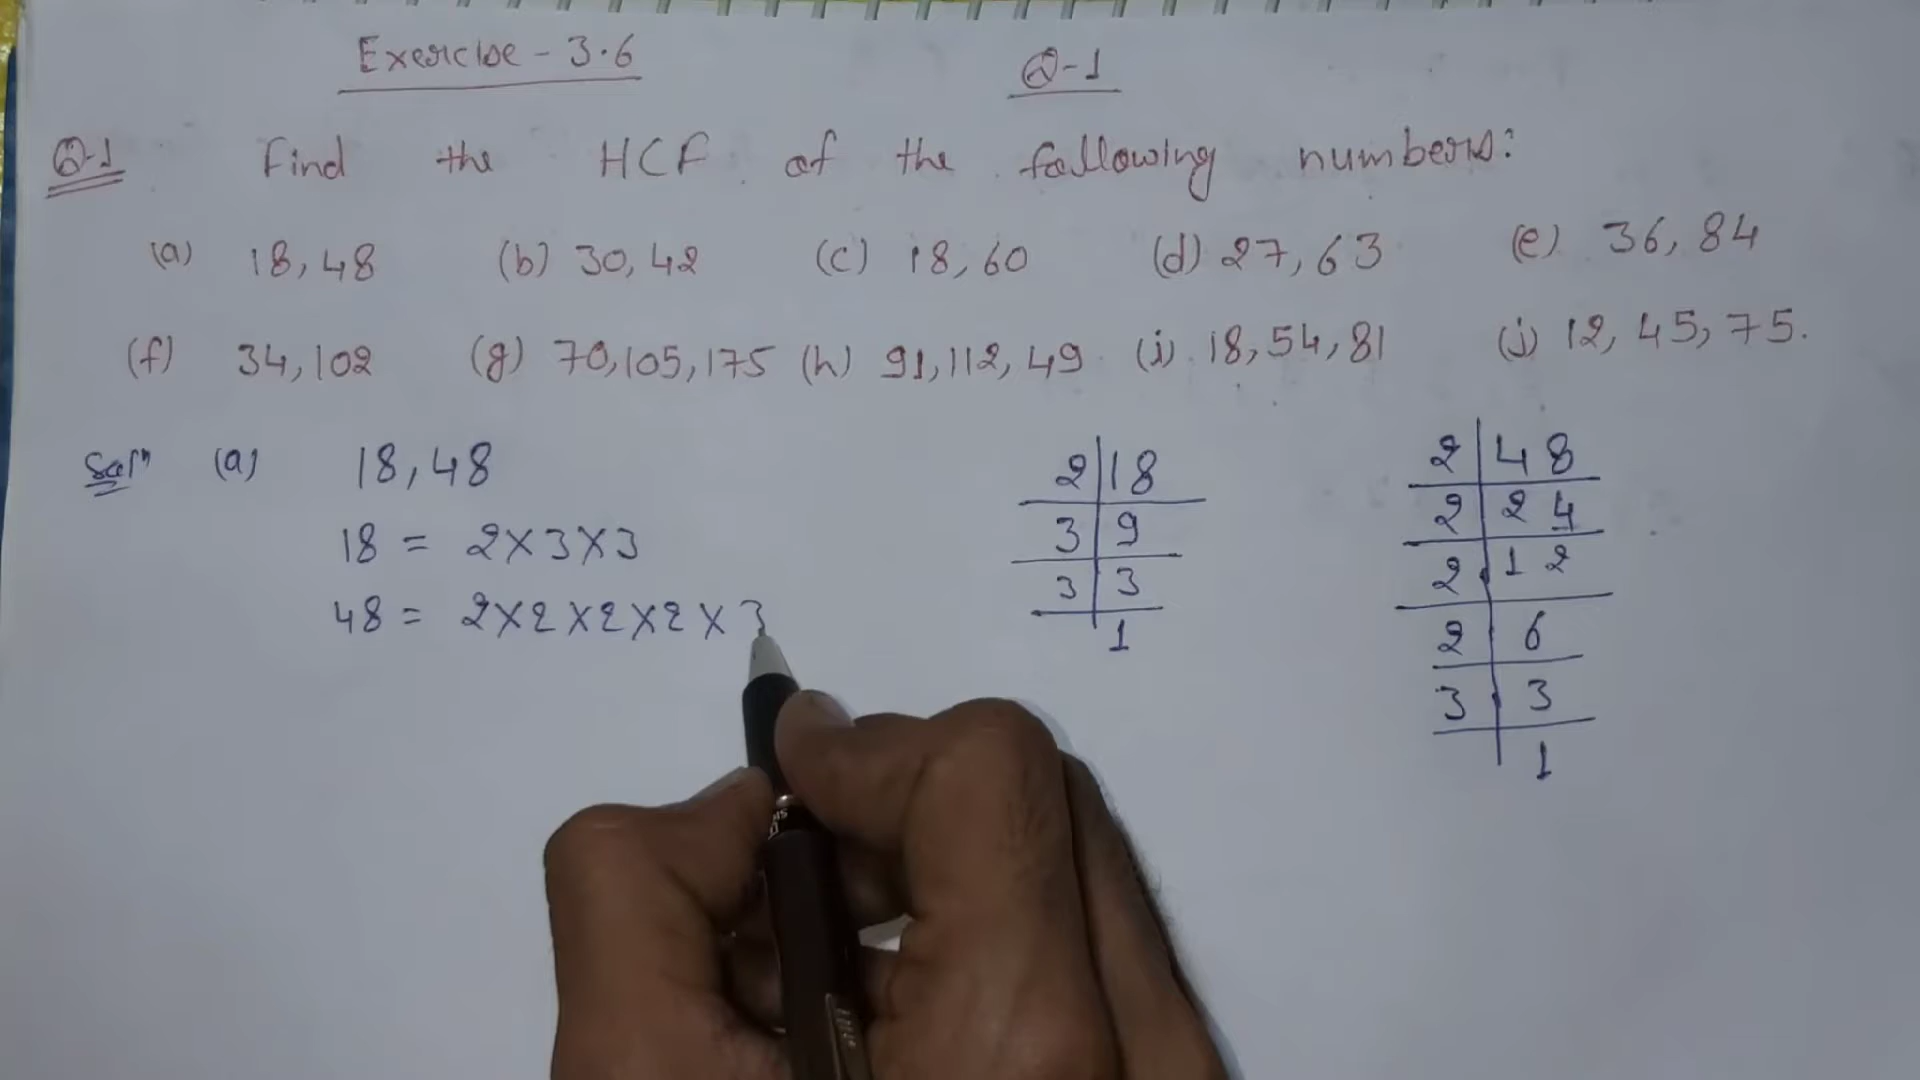 Exercise - 3.6
Q-1
Q-1 Find the HCF of the following numbers:
(a) 18, 48 (b) 30, 42 (c) 18, 60 (d) 27, 63 (e) 36, 84
(f) 34, 102 (g) 70, 105, 175 (h) 91, 112, 49 (i) 18, 54, 81 (j) 12, 45, 75.
Solⁿ (a) 18, 48
18 = 2×3×3
48 = 2×2×2×2×3
2 | 18
3 | 9
3 | 3
1
2 | 48
2 | 24
2 | 12
2 | 6
3 | 3
1